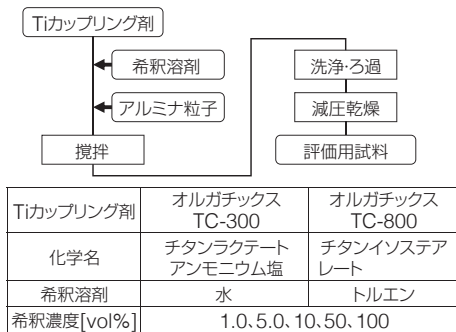 Tiカップリング剤
希釈溶剤
アルミナ粒子
撹拌
洗浄・ろ過
減圧乾燥
評価用試料
Tiカップリング剤 オルガチックス TC-300 オルガチックス TC-800
化学名 チタンラクテート アンモニウム塩 チタンイソステア レート
希釈溶剤 水 トルエン
希釈濃度[vol%] 1.0、5.0、10.50、100